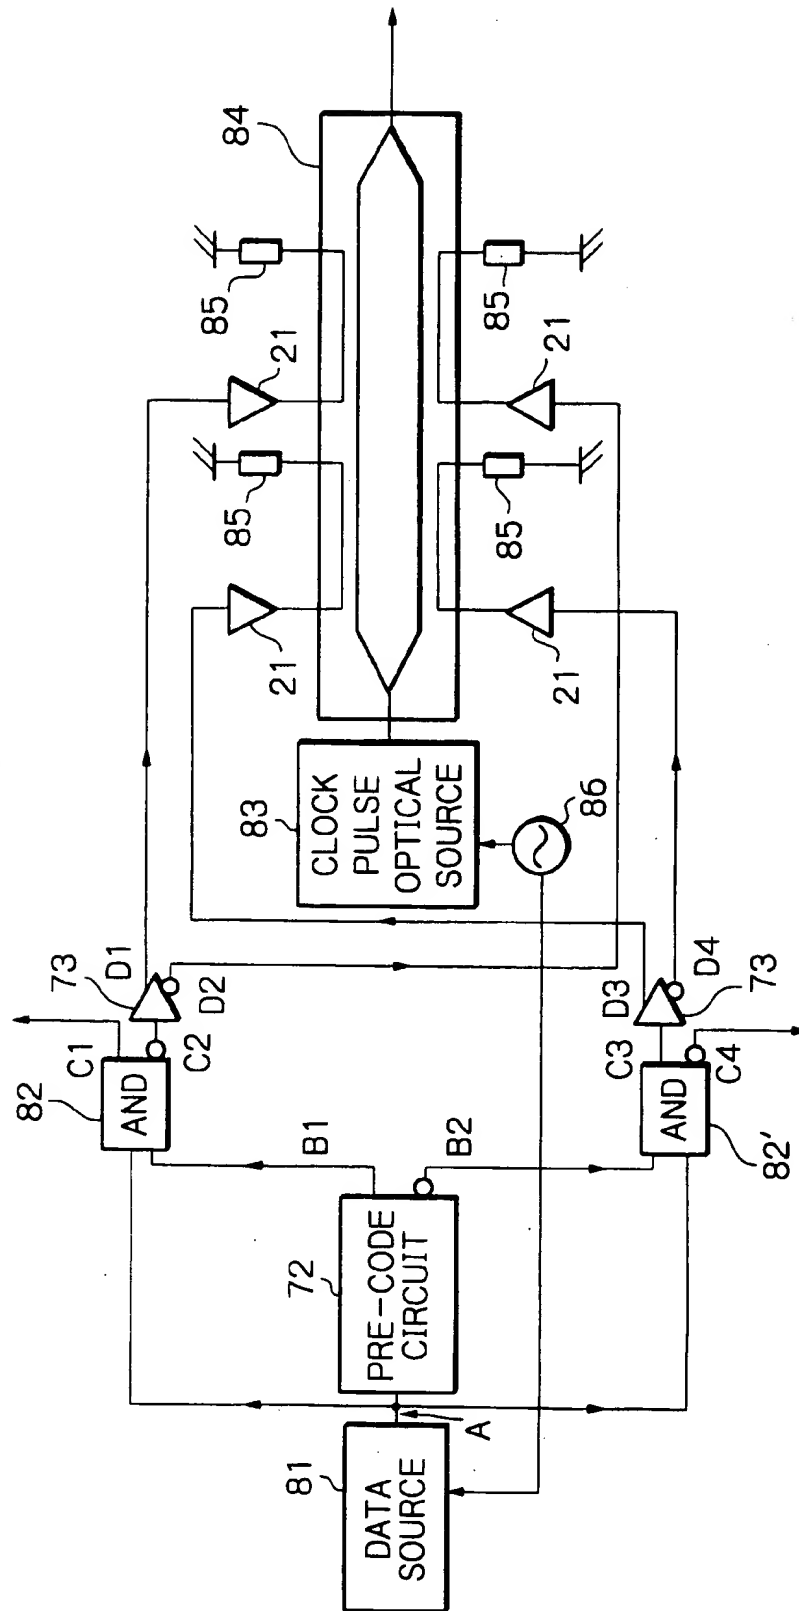 81
DATA
SOURCE
A
72
PRE-CODE
CIRCUIT
B1
B2
82
AND
C1
C2
73
D1
D2
82'
AND
C3
C4
73
D3
D4
83
CLOCK
PULSE
OPTICAL
SOURCE
86
84
21
85
21
85
21
85
21
85